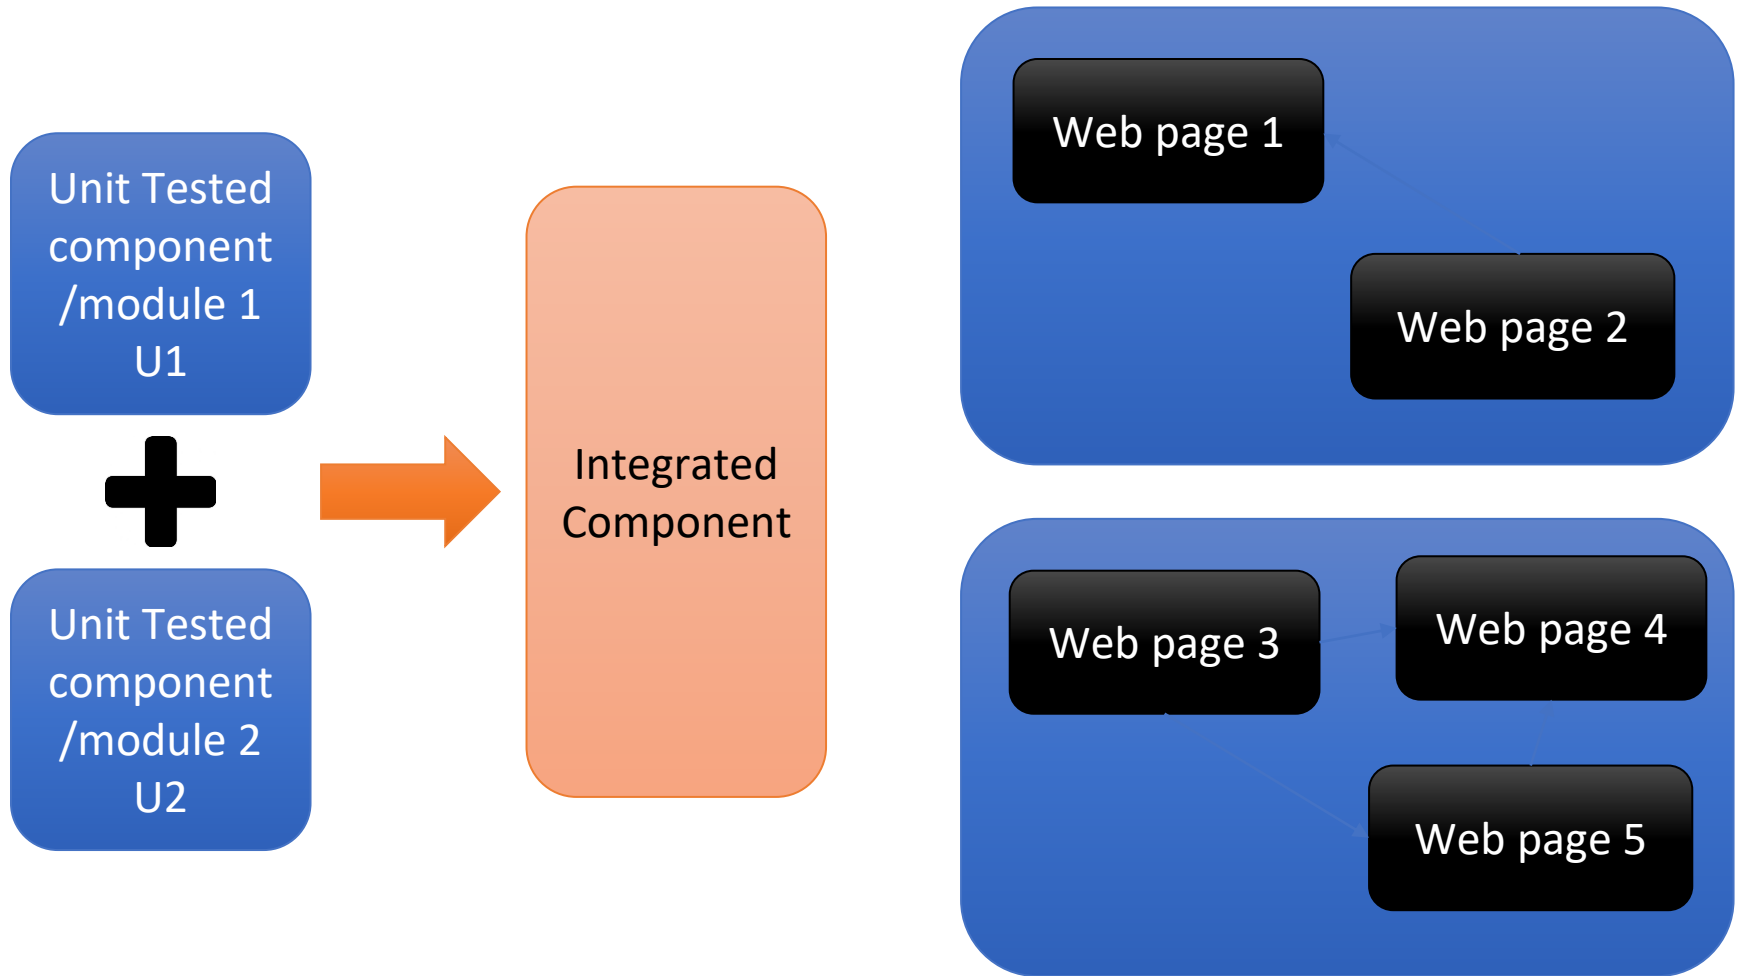 Unit Tested
component
/module 1
U1
Unit Tested
component
/module 2
U2
Integrated
Component
Web page 1
Web page 2
Web page 3
Web page 4
Web page 5